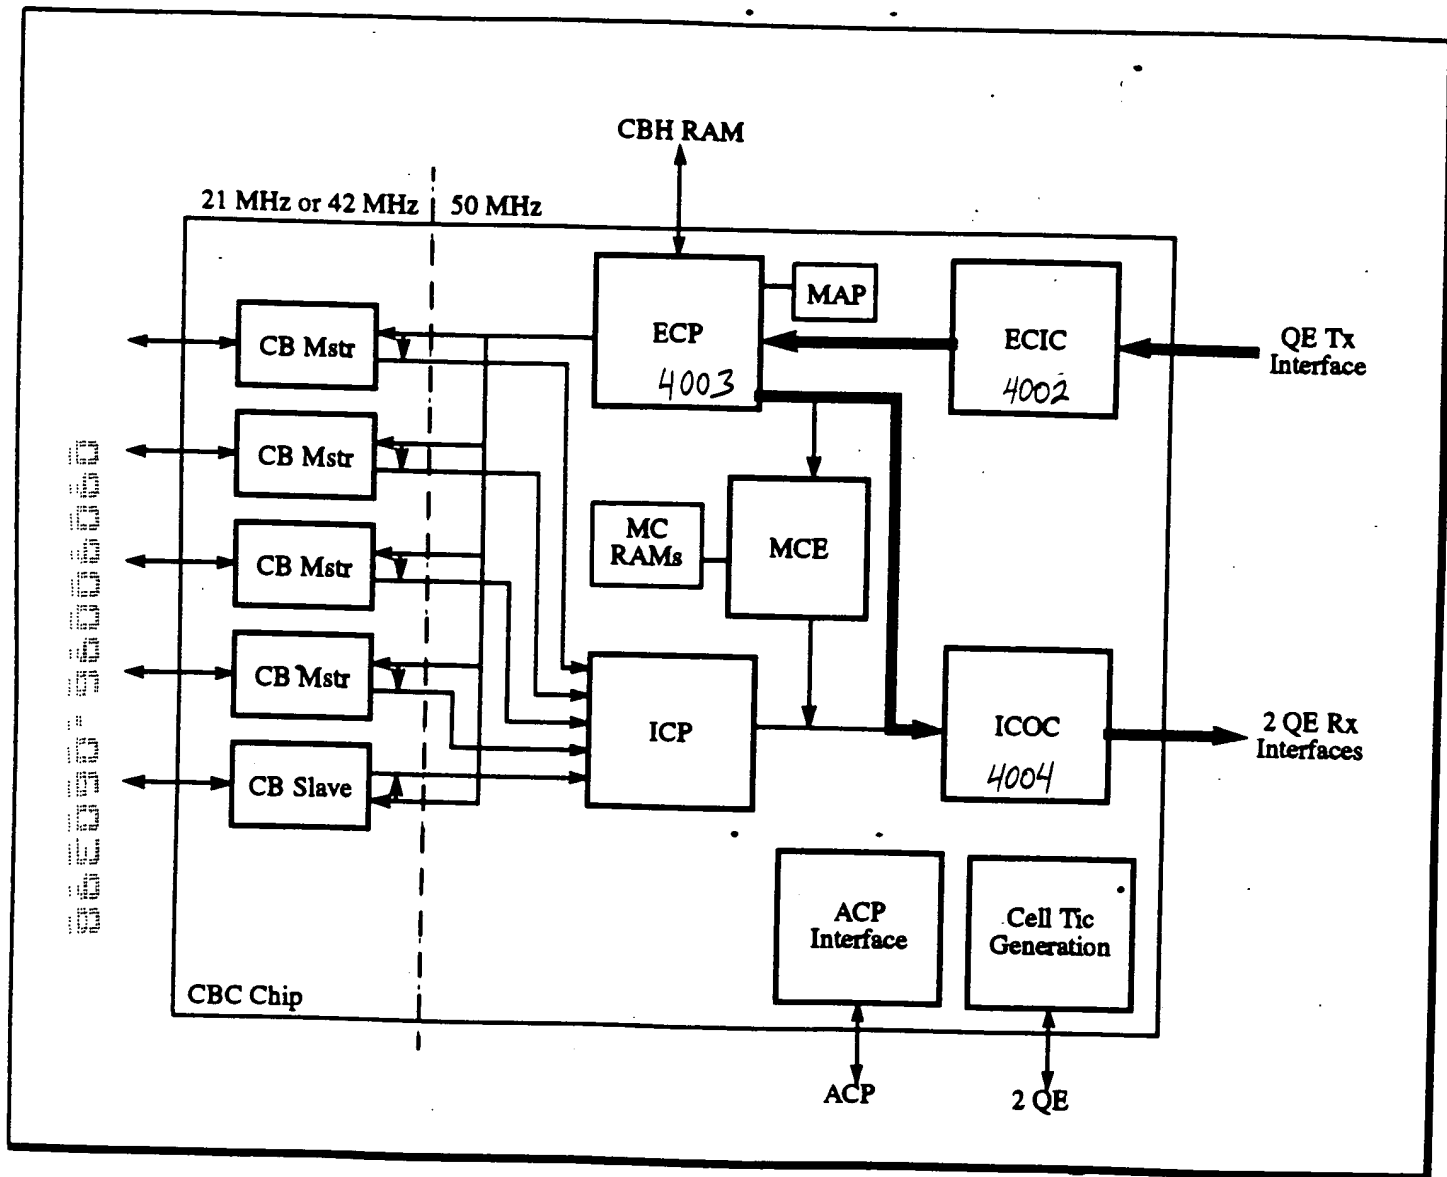 CBH RAM
21 MHz or 42 MHz
50 MHz
CB Mstr
ECP
4003
MAP
ECIC
4002
QE Tx
Interface
CB Mstr
CB Mstr
MC
RAMs
MCE
CB Mstr
ICP
ICOC
4004
2 QE Rx
Interfaces
CB Slave
ACP
Interface
Cell Tic
Generation
CBC Chip
ACP
2 QE